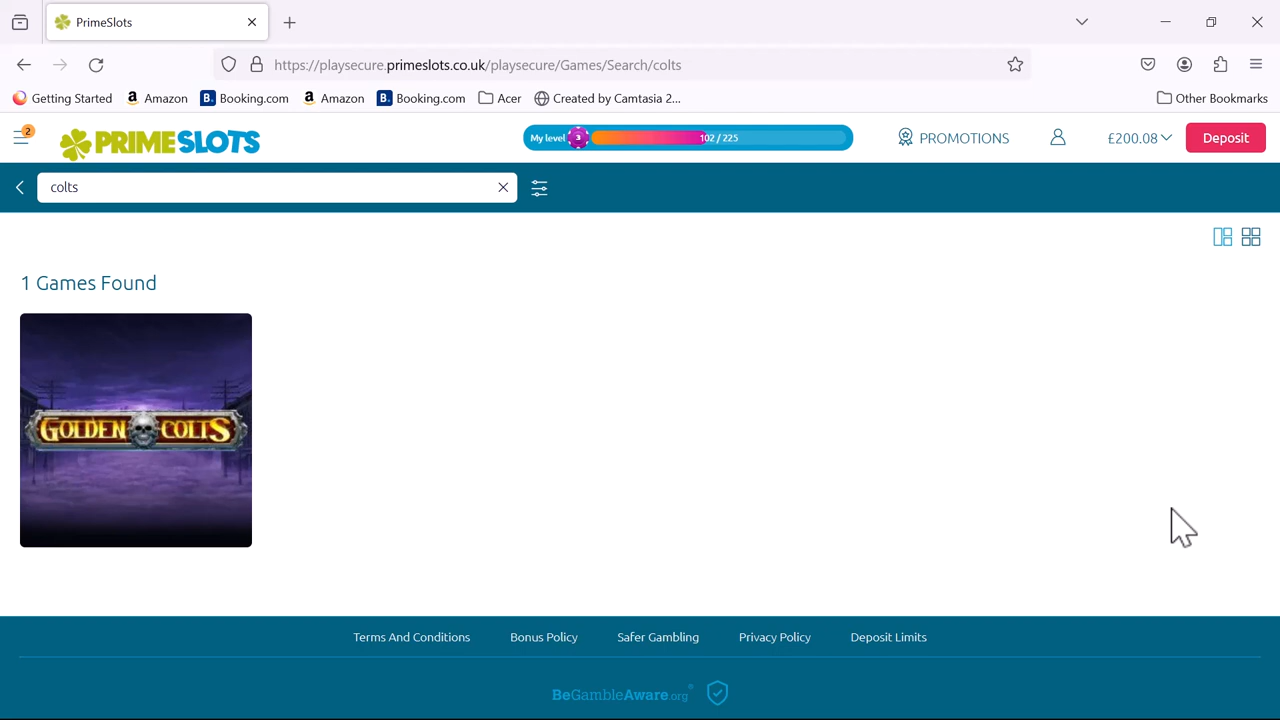 PrimeSlots
https://playsecure.primeslots.co.uk/playsecure/Games/Search/colts
Getting Started
Amazon
B. Booking.com
Amazon
B. Booking.com
Acer
Created by Camtasia 2...
Other Bookmarks
2
PRIMESLOTS
My level 3 102 / 225
PROMOTIONS
£200.08
Deposit
colts
1 Games Found
GOLDEN COLTS
Terms And Conditions
Bonus Policy
Safer Gambling
Privacy Policy
Deposit Limits
BeGambleAware.org®